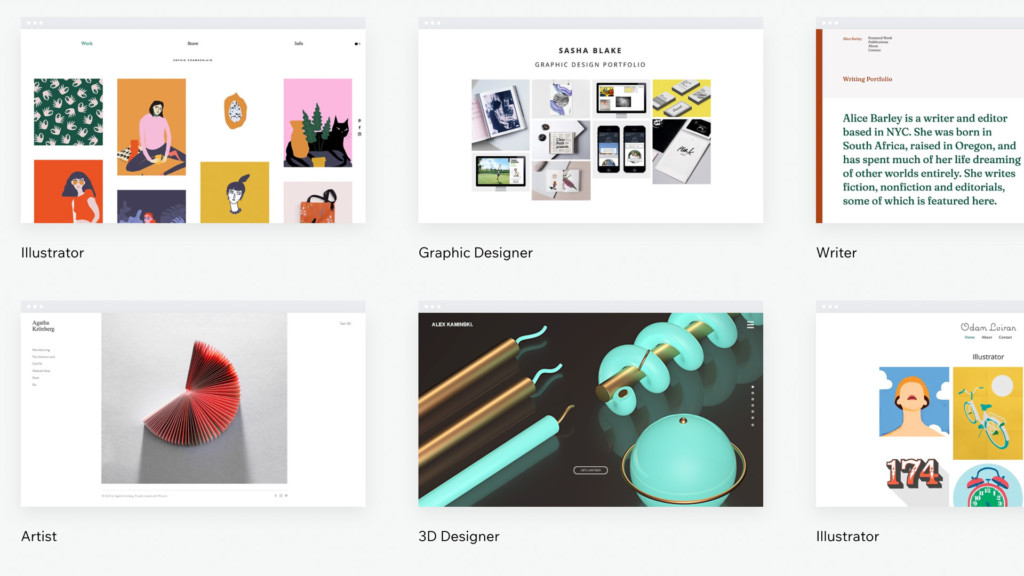 Work
Store
Info
Illustrator
SASHA BLAKE
GRAPHIC DESIGN PORTFOLIO
Graphic Designer
Alice Barley
Featured Work
Publications
About
Contact
Writing Portfolio
Alice Barley is a writer and editor
based in NYC. She was born in
South Africa, raised in Oregon, and
has spent much of her life dreaming
of other worlds entirely. She writes
fiction, nonfiction and editorials,
some of which is featured here.
Writer
Agatha
Kronberg
Artist
ALEX KAMINSKI.
3D Designer
Odam Lviran
Home
About
Contact
Illustrator
174
Illustrator